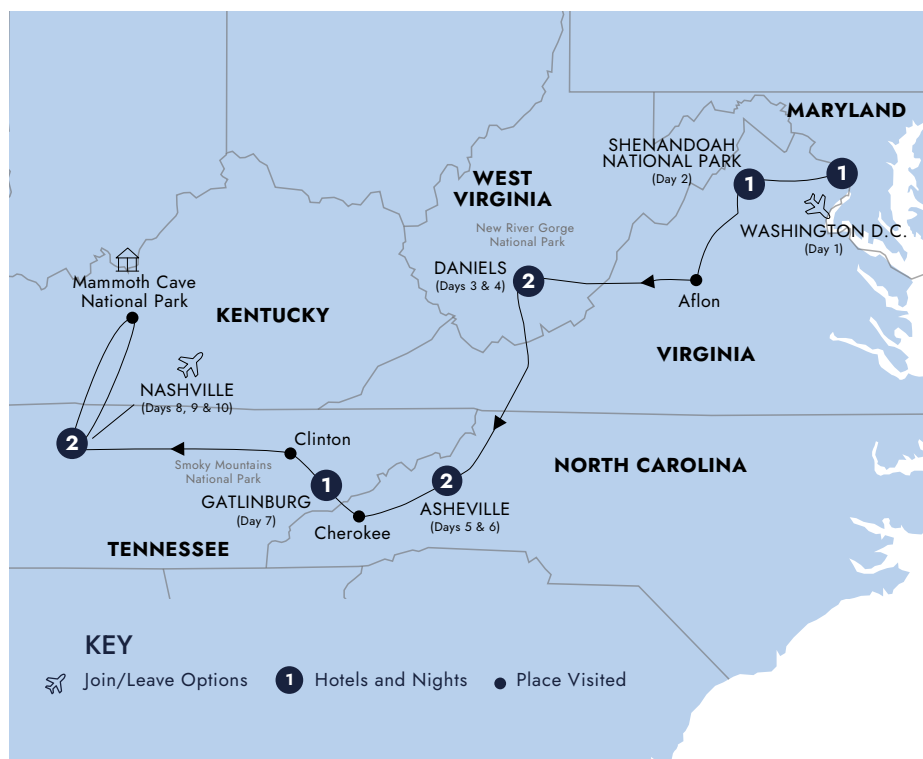 MARYLAND
SHENANDOAH
NATIONAL PARK
(Day 2)
1
1
WASHINGTON D.C.
(Day 1)
WEST
VIRGINIA
New River Gorge
National Park
DANIELS
(Days 3 & 4)
2
Aflon
VIRGINIA
Mammoth Cave
National Park
KENTUCKY
NASHVILLE
(Days 8, 9 & 10)
2
Clinton
Smoky Mountains
National Park
GATLINBURG
(Day 7)
1
Cherokee
2
ASHEVILLE
(Days 5 & 6)
NORTH CAROLINA
TENNESSEE
KEY
Join/Leave Options
1 Hotels and Nights
Place Visited